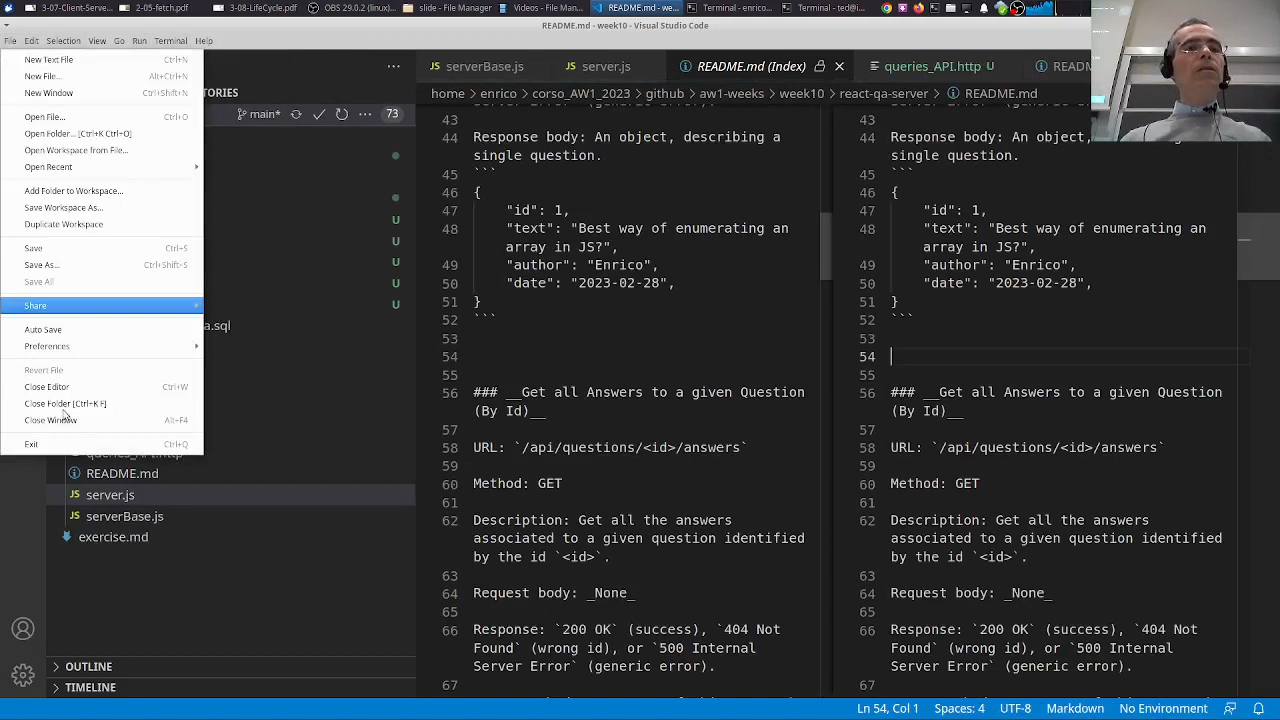 3-07-Client-Serve...
2-05-fetch.pdf
3-08-LifeCycle.pdf
OBS 29.0.2 (linux)...
slide - File Manager
Videos - File Man...
README.md - we...
Terminal - enrico...
Terminal - ted@...
README.md - week10 - Visual Studio Code
File Edit Selection View Go Run Terminal Help
New Text File Ctrl+N
New File... Alt+Ctrl+N
New Window Ctrl+Shift+N
Open File... Ctrl+O
Open Folder... [Ctrl+K Ctrl+O]
Open Workspace from File...
Open Recent
Add Folder to Workspace...
Save Workspace As...
Duplicate Workspace
Save Ctrl+S
Save As... Ctrl+Shift+S
Save All
Share
Auto Save
Preferences
Revert File
Close Editor Ctrl+W
Close Folder [Ctrl+K F]
Close Window Alt+F4
Exit Ctrl+Q
TORIES
main*
73
U
U
U
U
U
a.sql
README.md
JS server.js
JS serverBase.js
exercise.md
OUTLINE
TIMELINE
JS serverBase.js
JS server.js
README.md (Index)
queries_API.http U
READM
home > enrico > corso_AW1_2023 > github > aw1-weeks > week10 > react-qa-server > README.md
43
44 Response body: An object, describing a
single question.
45 ```
46 {
47 "id": 1,
48 "text": "Best way of enumerating an
array in JS?",
49 "author": "Enrico",
50 "date": "2023-02-28",
51 }
52 ```
53
54
55
56 ### __Get all Answers to a given Question
(By Id)__
57
58 URL: `/api/questions/<id>/answers`
59
60 Method: GET
61
62 Description: Get all the answers
associated to a given question identified
by the id `<id>`.
63
64 Request body: _None_
65
66 Response: `200 OK` (success), `404 Not
Found` (wrong id), or `500 Internal
Server Error` (generic error).
67
43
44 Response body: An object, describing a
single question.
45 ```
46 {
47 "id": 1,
48 "text": "Best way of enumerating an
array in JS?",
49 "author": "Enrico",
50 "date": "2023-02-28",
51 }
52 ```
53
54
55
56 ### __Get all Answers to a given Question
(By Id)__
57
58 URL: `/api/questions/<id>/answers`
59
60 Method: GET
61
62 Description: Get all the answers
associated to a given question identified
by the id `<id>`.
63
64 Request body: _None_
65
66 Response: `200 OK` (success), `404 Not
Found` (wrong id), or `500 Internal
Server Error` (generic error).
67
Ln 54, Col 1 Spaces: 4 UTF-8 Markdown No Environment